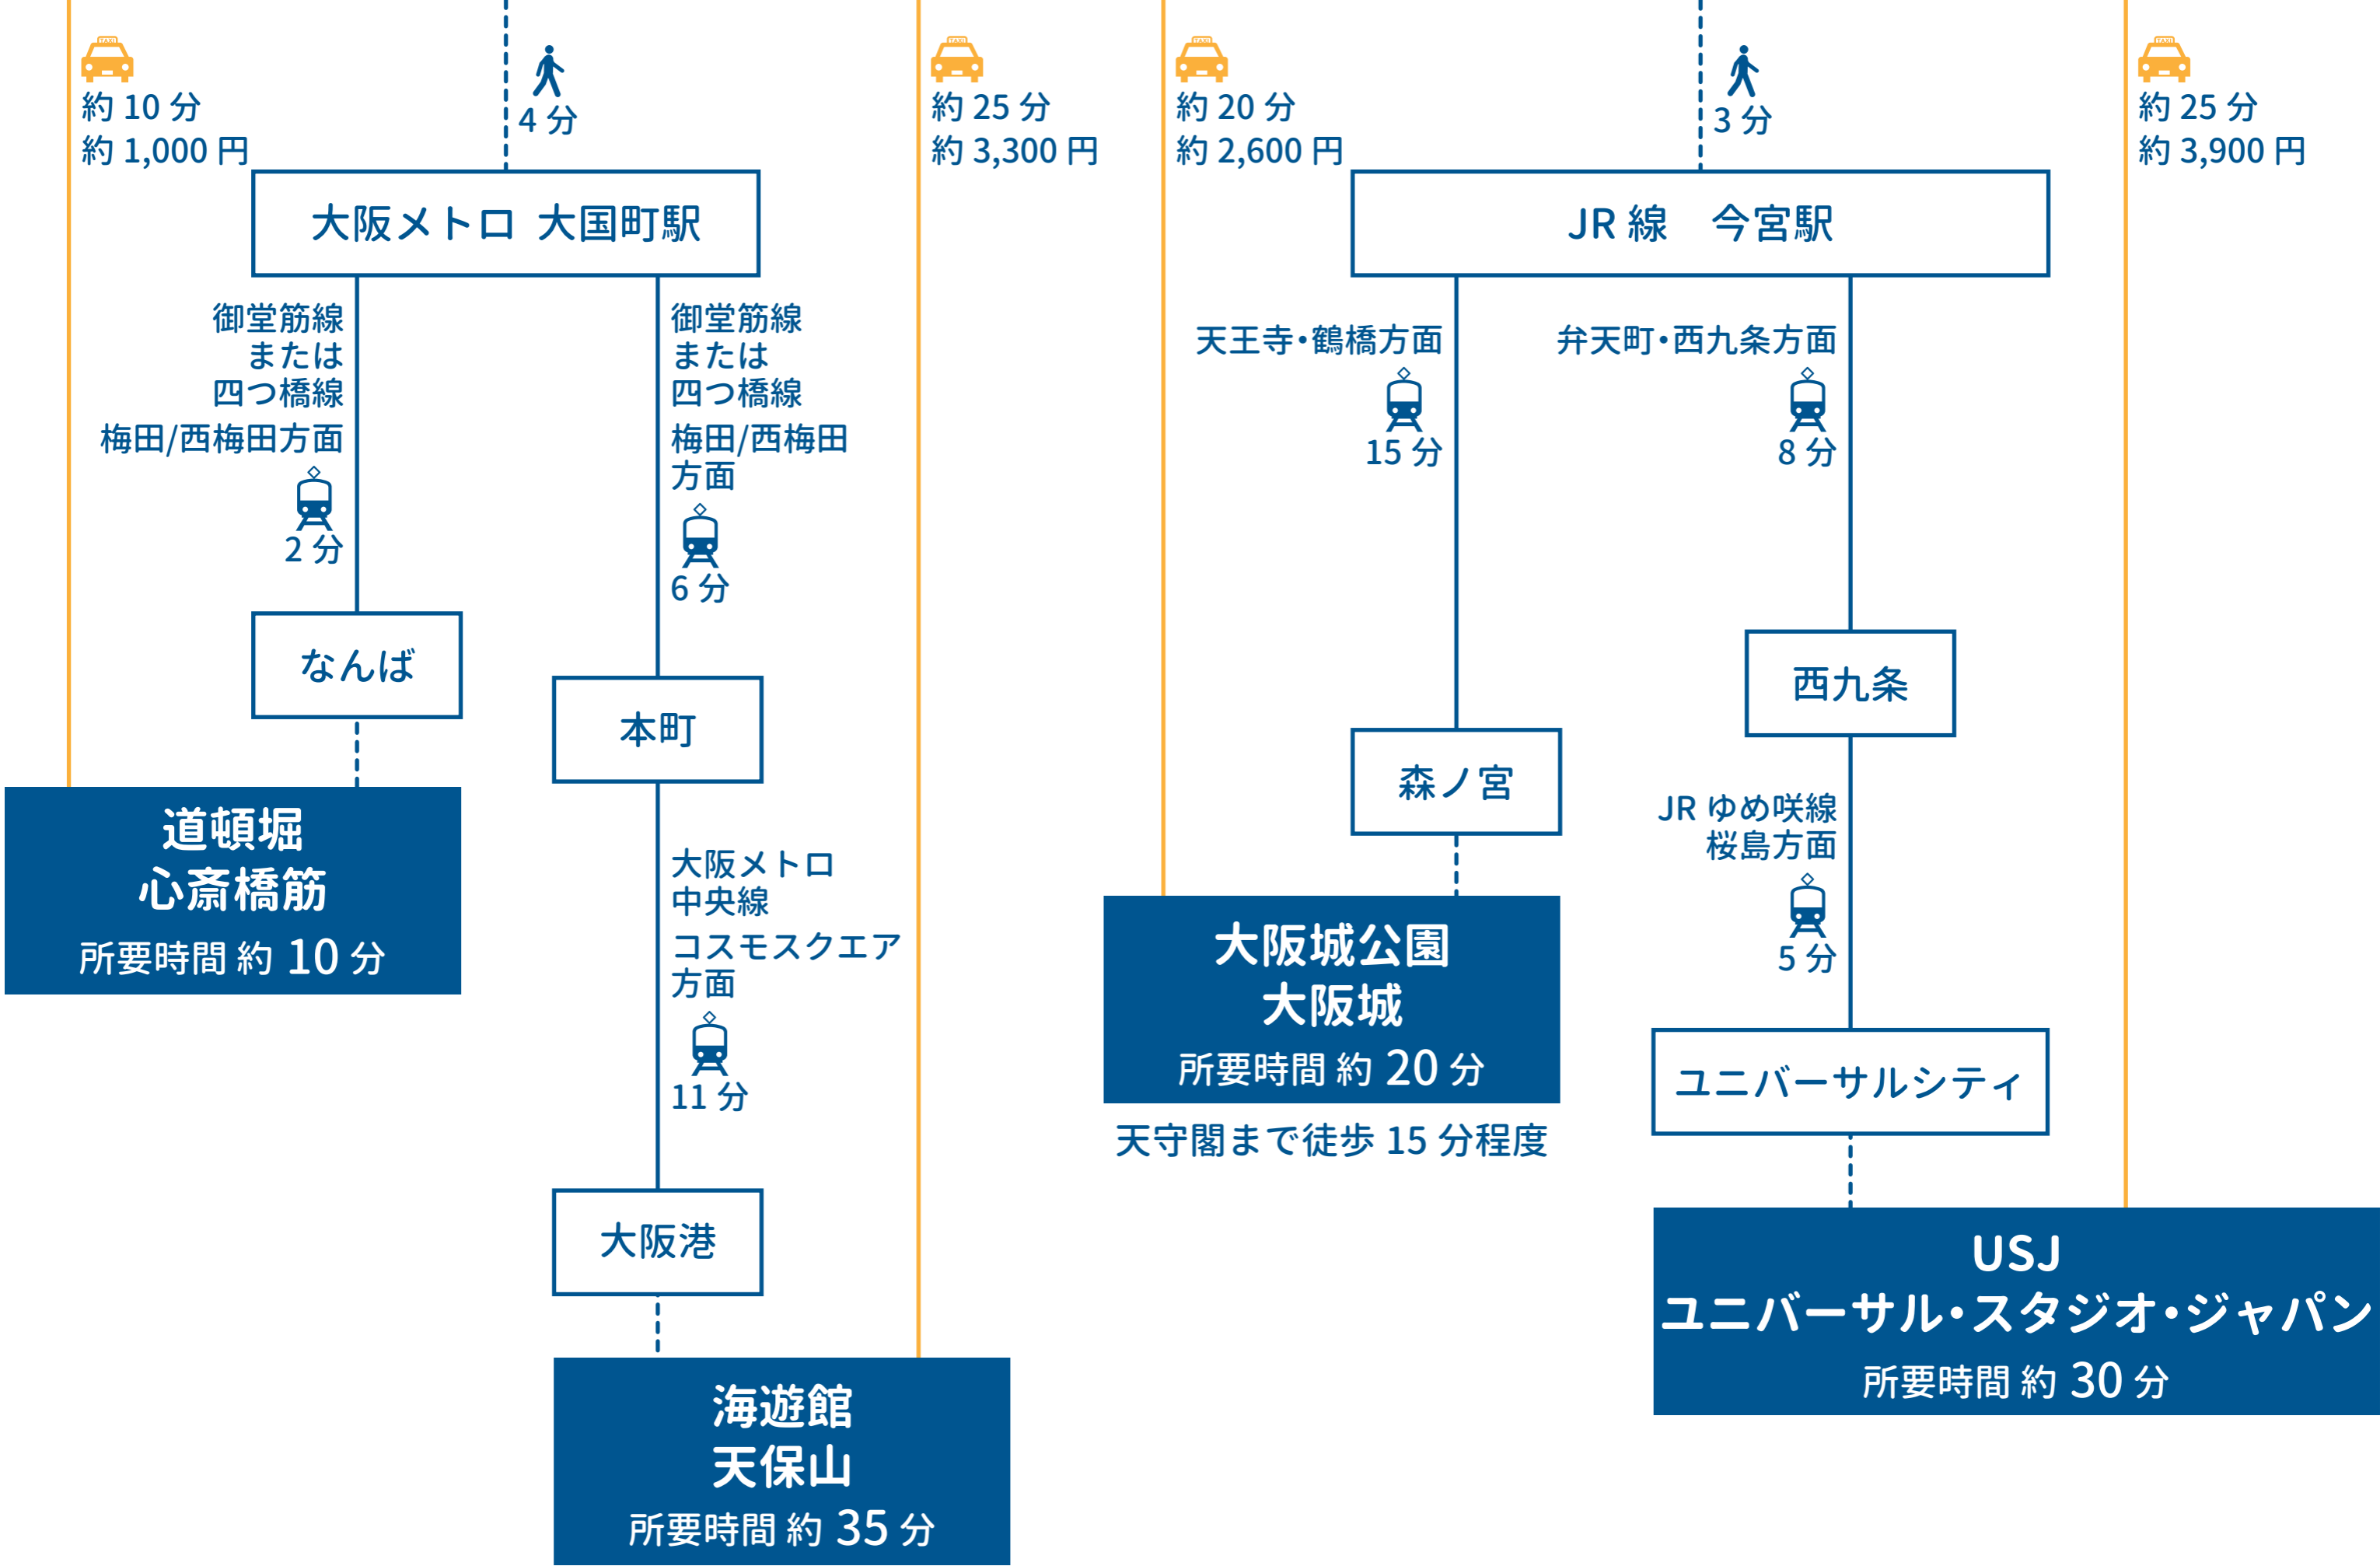 約 10 分
約 1,000 円
4 分
約 25 分
約 3,300 円
約 20 分
約 2,600 円
3 分
約 25 分
約 3,900 円
大阪メトロ 大国町駅
JR 線 今宮駅
御堂筋線
または
四つ橋線
梅田/西梅田方面
2 分
御堂筋線
または
四つ橋線
梅田/西梅田
方面
6 分
天王寺・鶴橋方面
15 分
弁天町・西九条方面
8 分
なんば
本町
森ノ宮
西九条
道頓堀
心斎橋筋
所要時間 約 10 分
大阪メトロ
中央線
コスモスクエア
方面
11 分
大阪城公園
大阪城
所要時間 約 20 分
天守閣まで徒歩 15 分程度
JR ゆめ咲線
桜島方面
5 分
ユニバーサルシティ
大阪港
海遊館
天保山
所要時間 約 35 分
USJ
ユニバーサル・スタジオ・ジャパン
所要時間 約 30 分